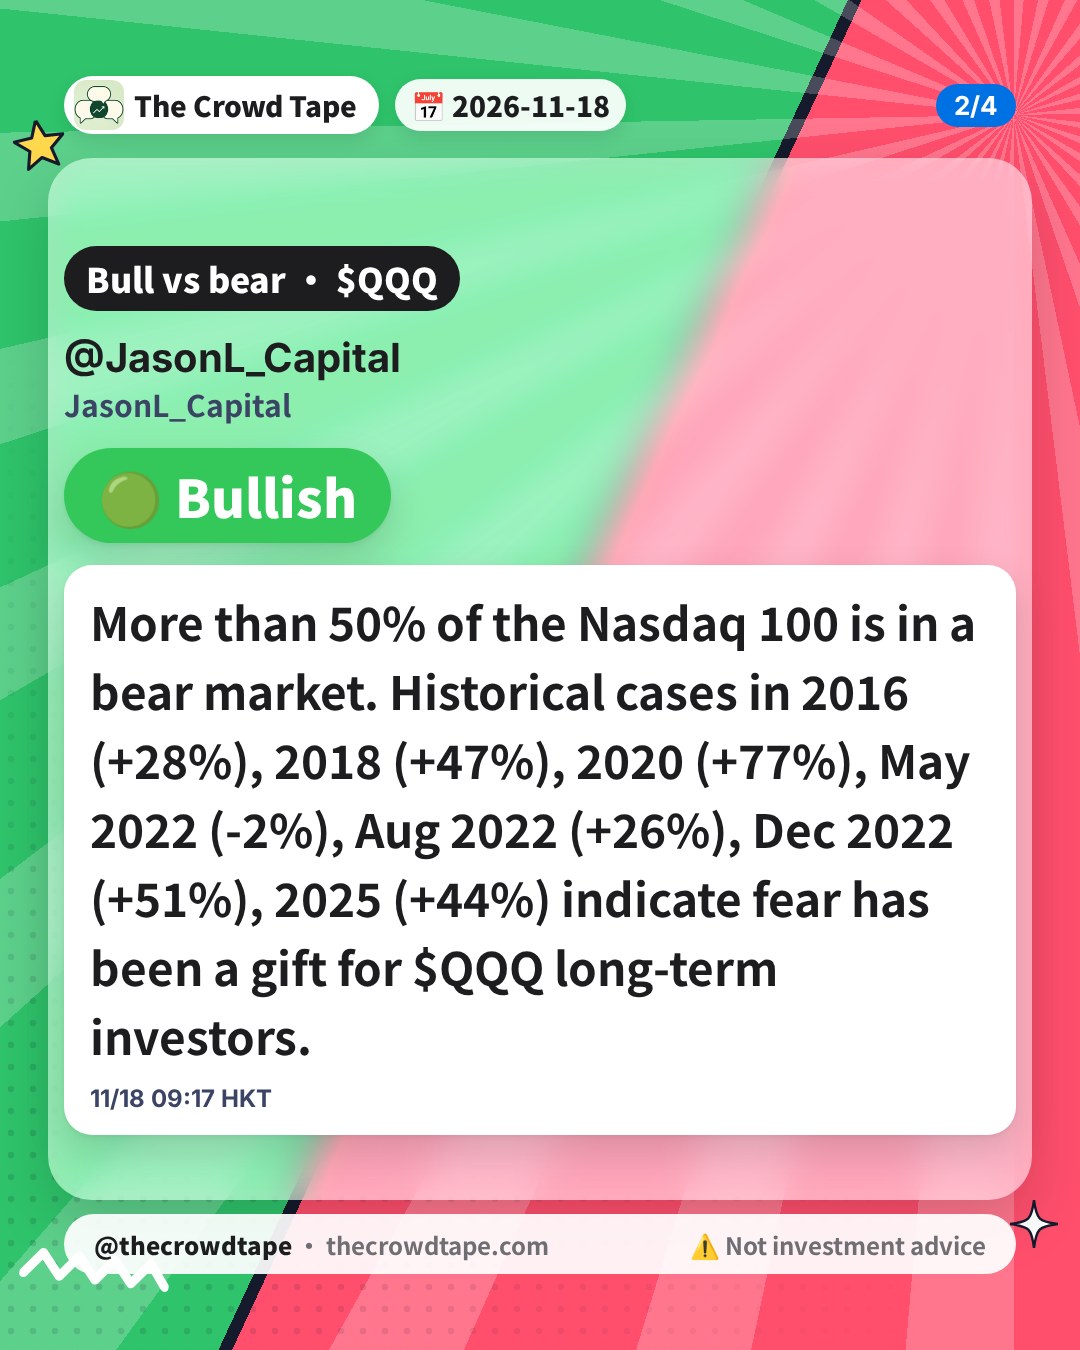 The Crowd Tape
July
17
2026-11-18
2/4
Bull vs bear • $QQQ
@JasonL_Capital
JasonL_Capital
Bullish
More than 50% of the Nasdaq 100 is in a
bear market. Historical cases in 2016
(+28%), 2018 (+47%), 2020 (+77%), May
2022 (-2%), Aug 2022 (+26%), Dec 2022
(+51%), 2025 (+44%) indicate fear has
been a gift for $QQQ long-term
investors.
11/18 09:17 HKT
@thecrowdtape • thecrowdtape.com
⚠️ Not investment advice